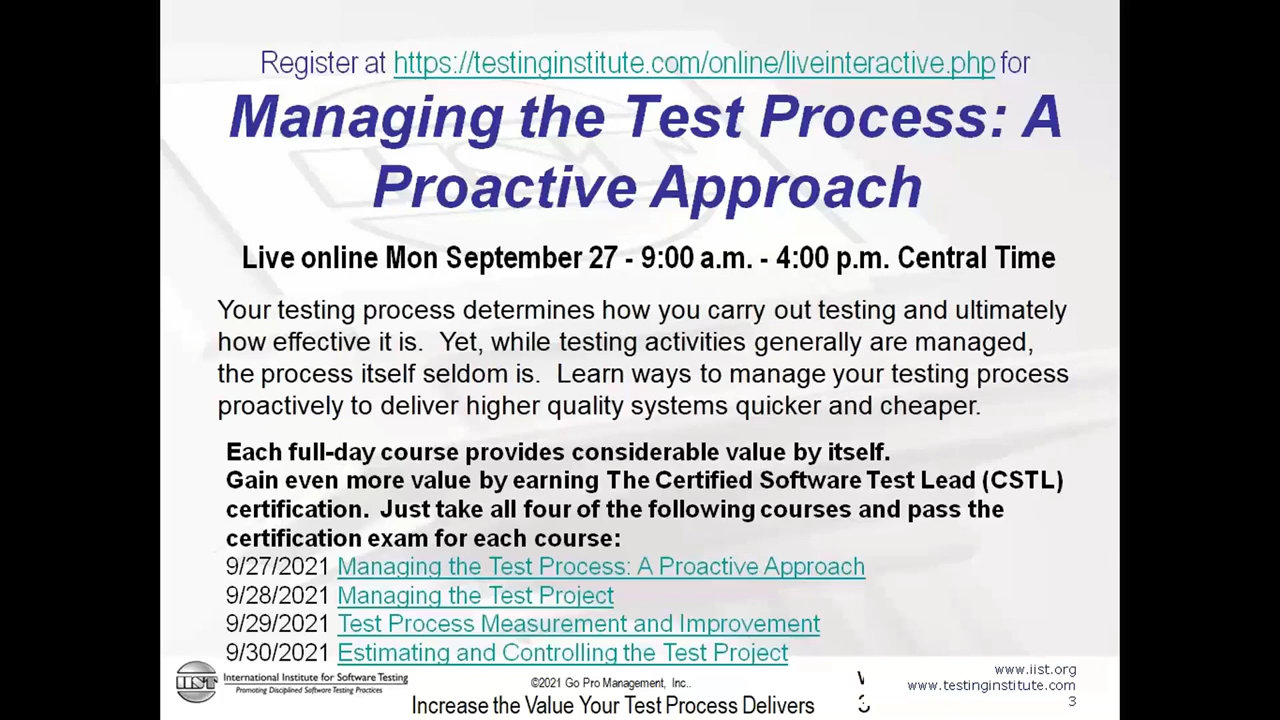 Register at https://testinginstitute.com/online/liveinteractive.php for
Managing the Test Process: A
Proactive Approach
Live online Mon September 27 - 9:00 a.m. - 4:00 p.m. Central Time
Your testing process determines how you carry out testing and ultimately
how effective it is.  Yet, while testing activities generally are managed,
the process itself seldom is.  Learn ways to manage your testing process
proactively to deliver higher quality systems quicker and cheaper.
Each full-day course provides considerable value by itself.
Gain even more value by earning The Certified Software Test Lead (CSTL)
certification.  Just take all four of the following courses and pass the
certification exam for each course:
9/27/2021 Managing the Test Process: A Proactive Approach
9/28/2021 Managing the Test Project
9/29/2021 Test Process Measurement and Improvement
9/30/2021 Estimating and Controlling the Test Project
IIST
International Institute for Software Testing
Promoting Disciplined Software Testing Practices
©2021 Go Pro Management, Inc..
Increase the Value Your Test Process Delivers
www.iist.org
www.testinginstitute.com
3